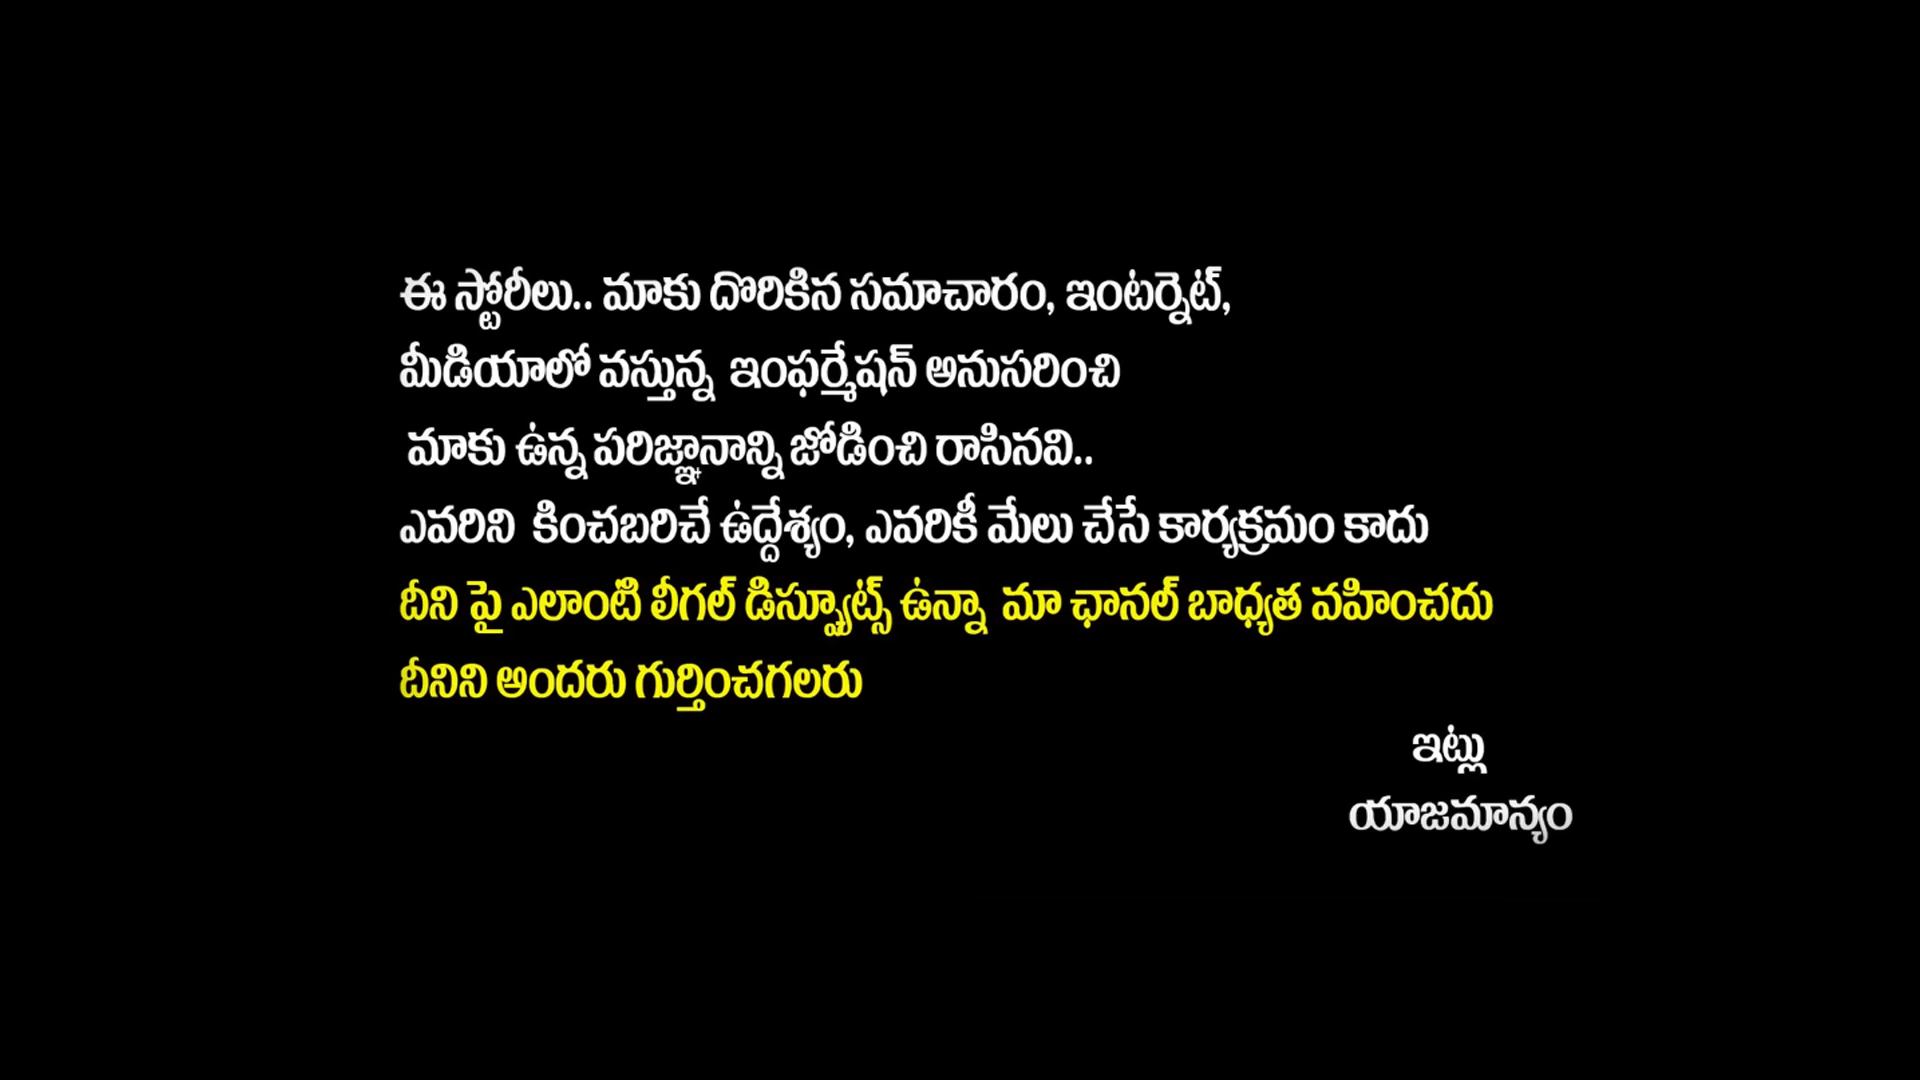 ఈ స్టోరీలు.. మాకు దొరికిన సమాచారం, ఇంటర్నెట్,
మీడియాలో వస్తున్న ఇంఫర్మేషన్ అనుసరించి
మాకు ఉన్న పరిజ్ఞానాన్ని జోడించి రాసినవి..
ఎవరిని కించబరిచే ఉద్దేశ్యం, ఎవరికీ మేలు చేసే కార్యక్రమం కాదు
దీని పై ఎలాంటి లీగల్ డిస్ప్యూట్స్ ఉన్నా మా ఛానల్ బాధ్యత వహించదు
దీనిని అందరు గుర్తించగలరు
ఇట్లు
యాజమాన్యం